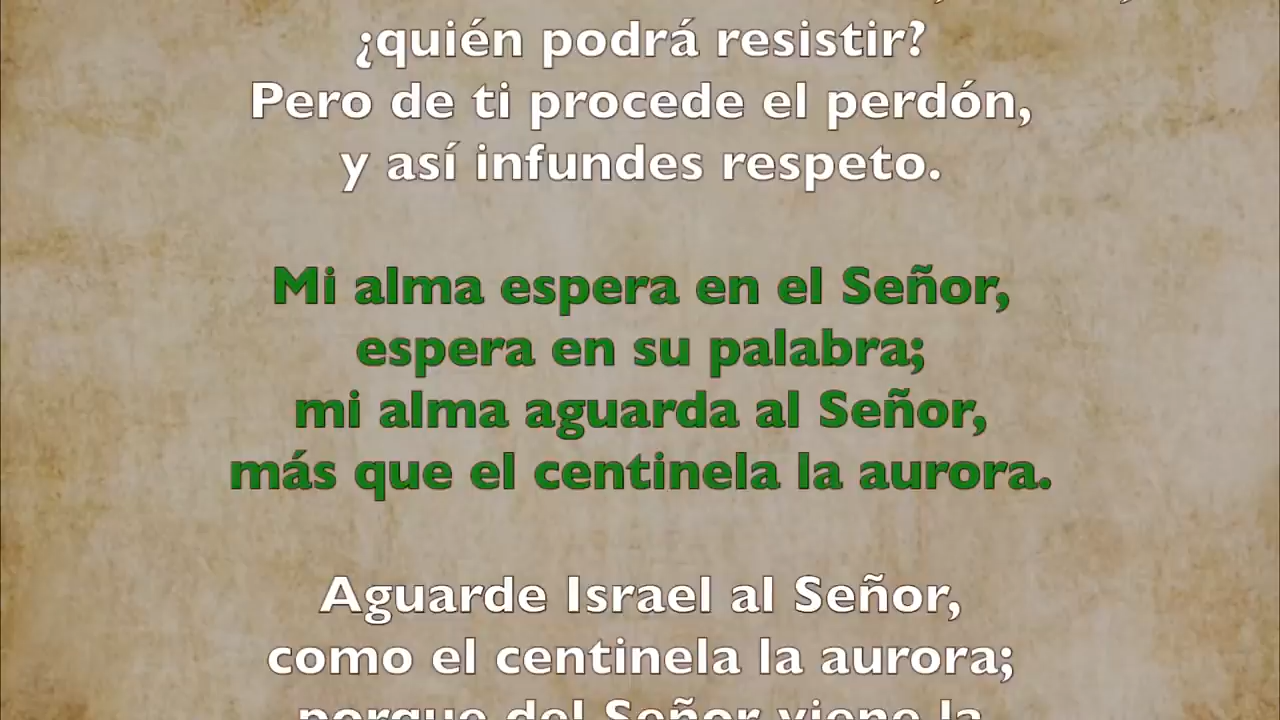 ¿quién podrá resistir?
Pero de ti procede el perdón,
y así infundes respeto.
Mi alma espera en el Señor,
espera en su palabra;
mi alma aguarda al Señor,
más que el centinela la aurora.
Aguarde Israel al Señor,
como el centinela la aurora;
porque del Señor viene la